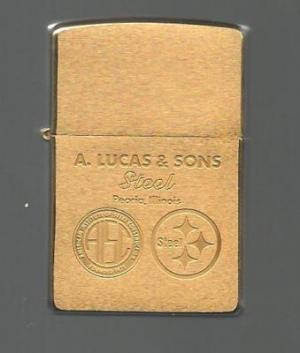 A. LUCAS & SONS
Steel
Peoria, Illinois
Steel